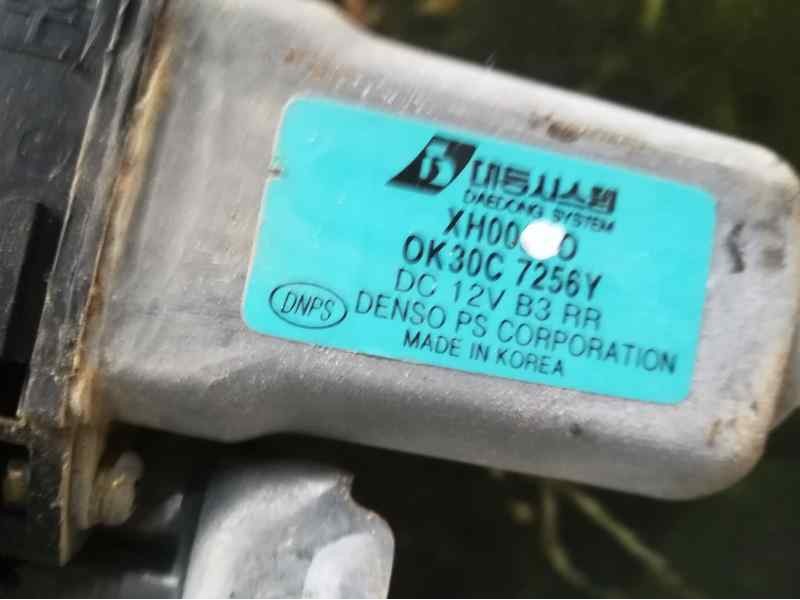 대동시스템
DAEDONG SYSTEM
OK30C 7256Y
DC 12V B3 RR
DNPS DENSO PS CORPORATION
MADE IN KOREA